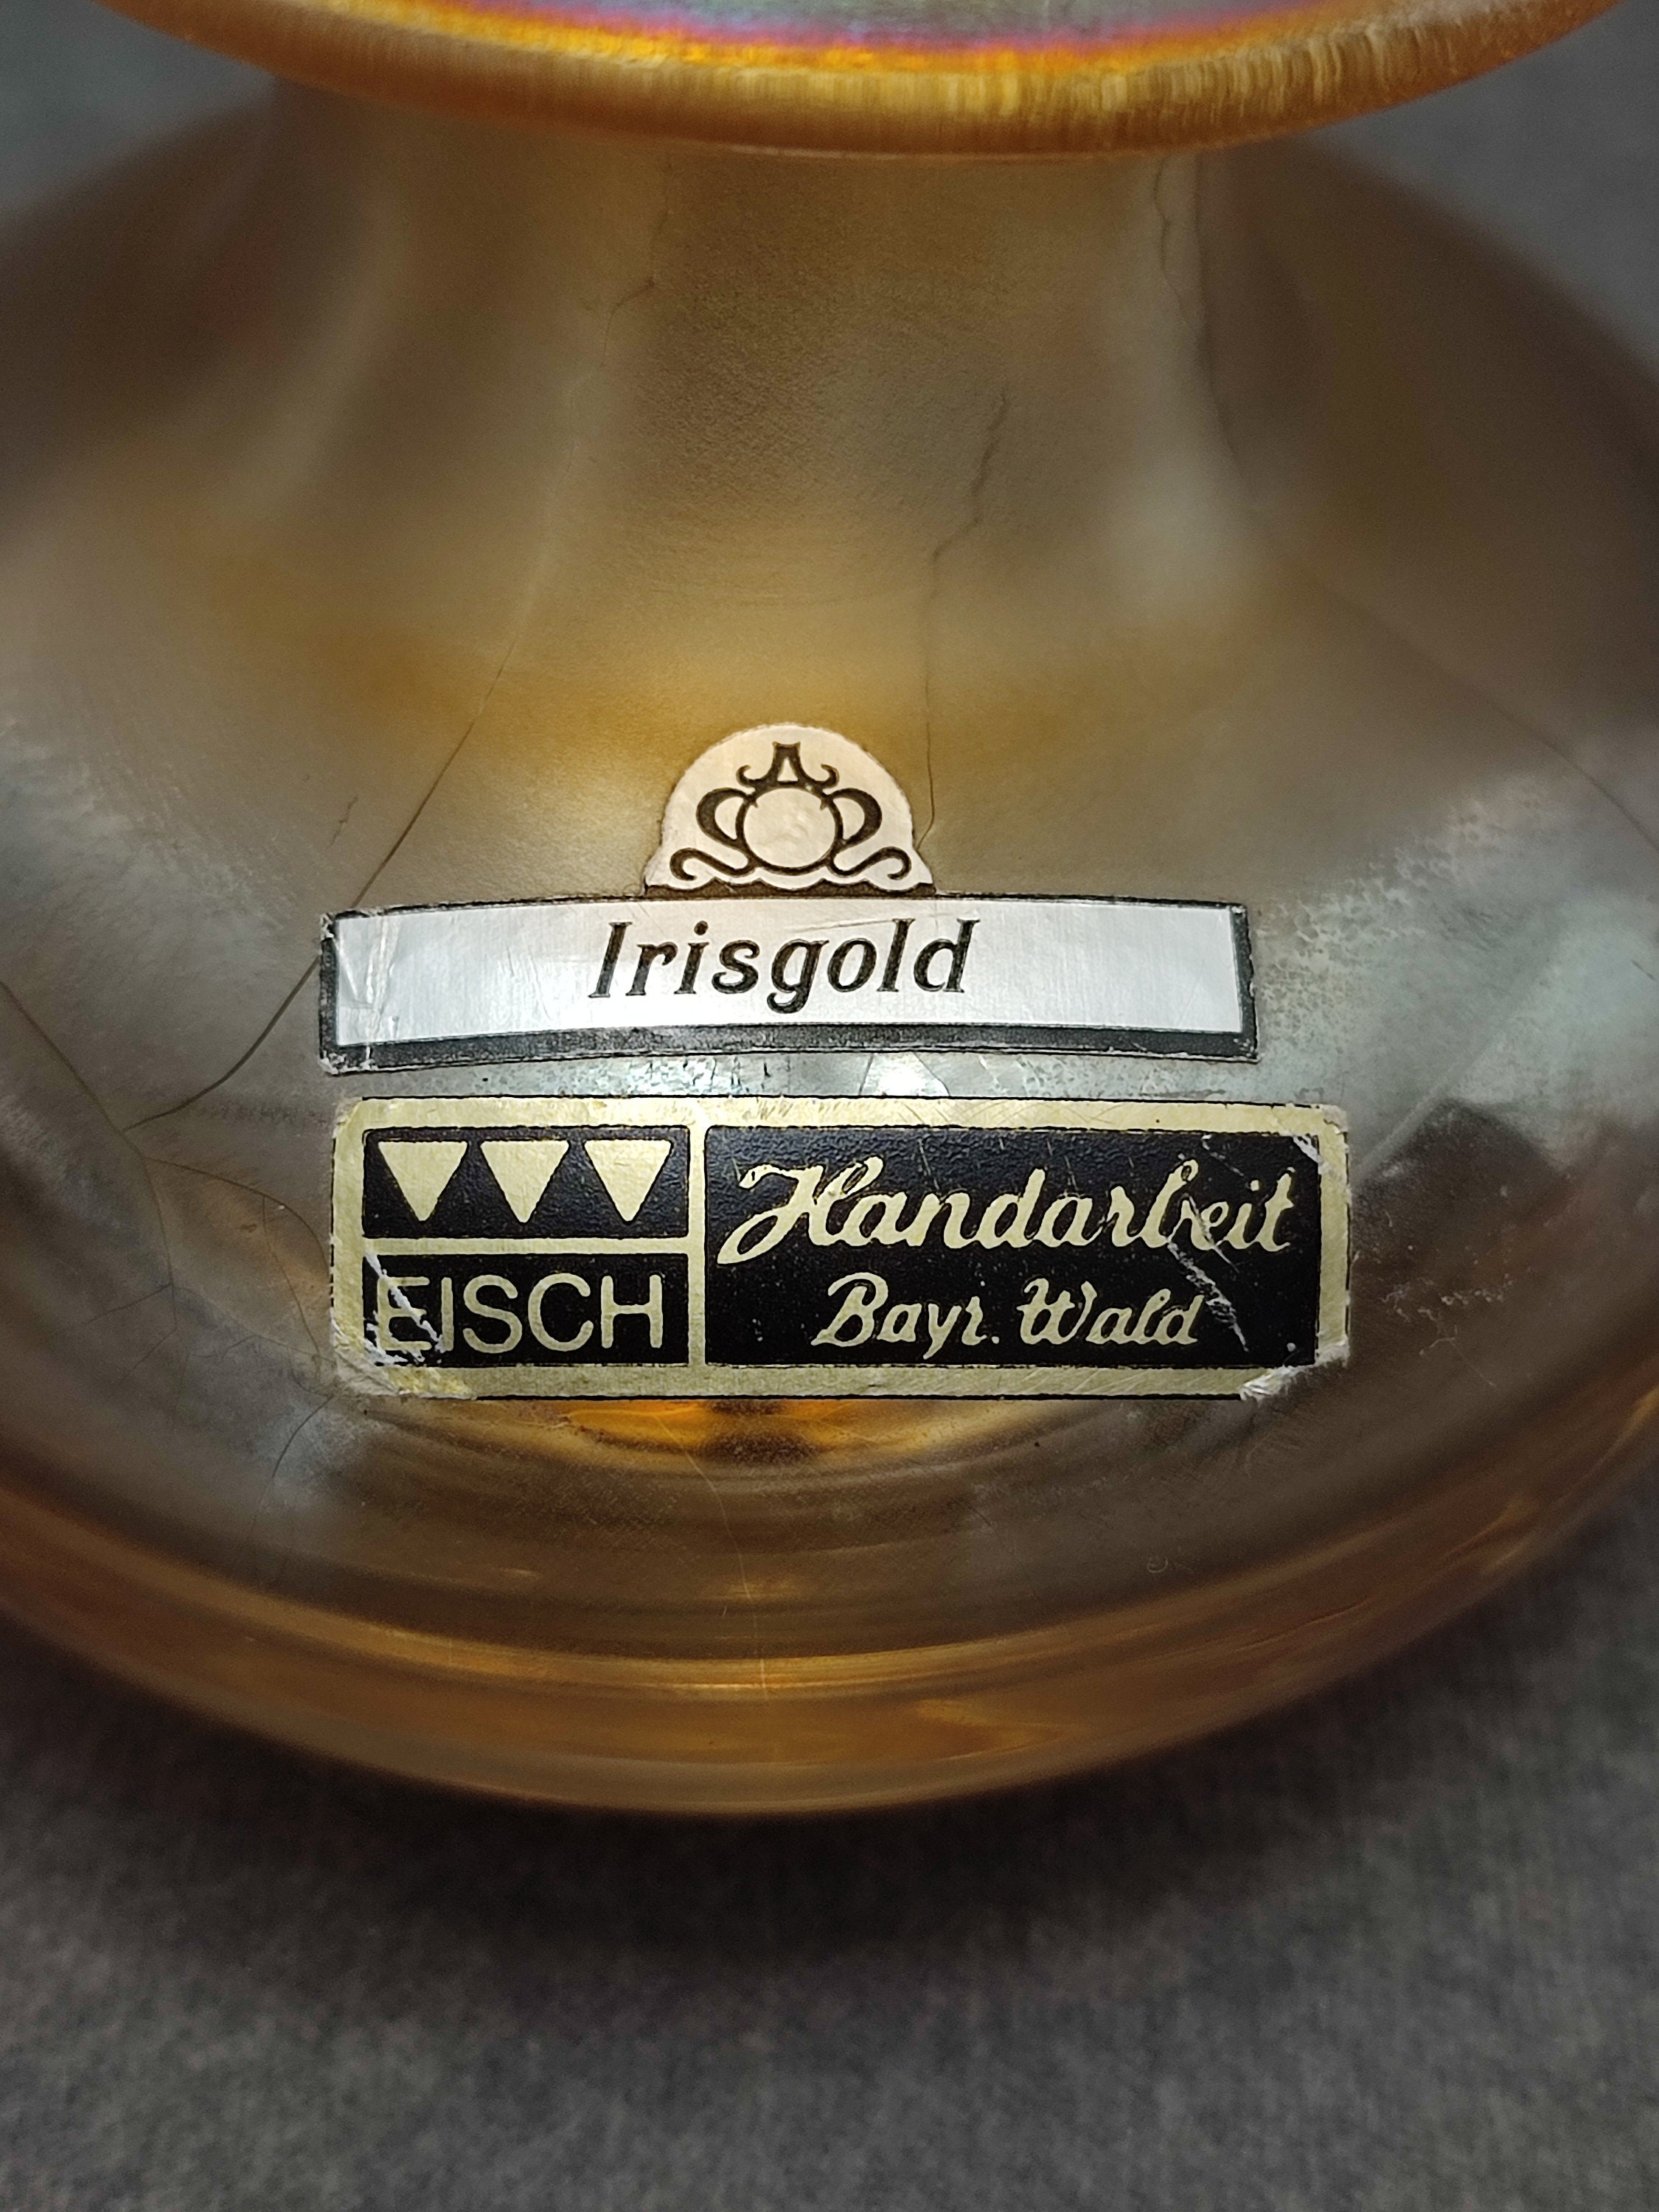 Irisgold
EISCH
Handarbeit
Bayr. Wald